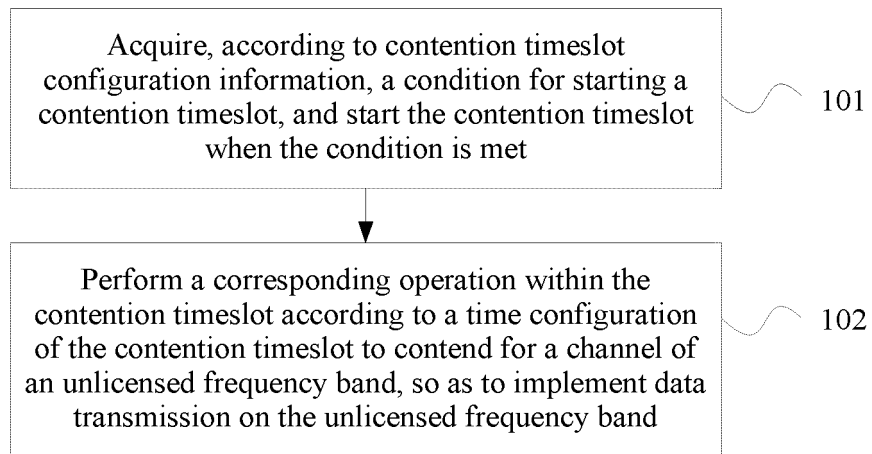 Acquire, according to contention timeslot
configuration information, a condition for starting a
contention timeslot, and start the contention timeslot
when the condition is met
101
Perform a corresponding operation within the
contention timeslot according to a time configuration
of the contention timeslot to contend for a channel of
an unlicensed frequency band, so as to implement data
transmission on the unlicensed frequency band
102